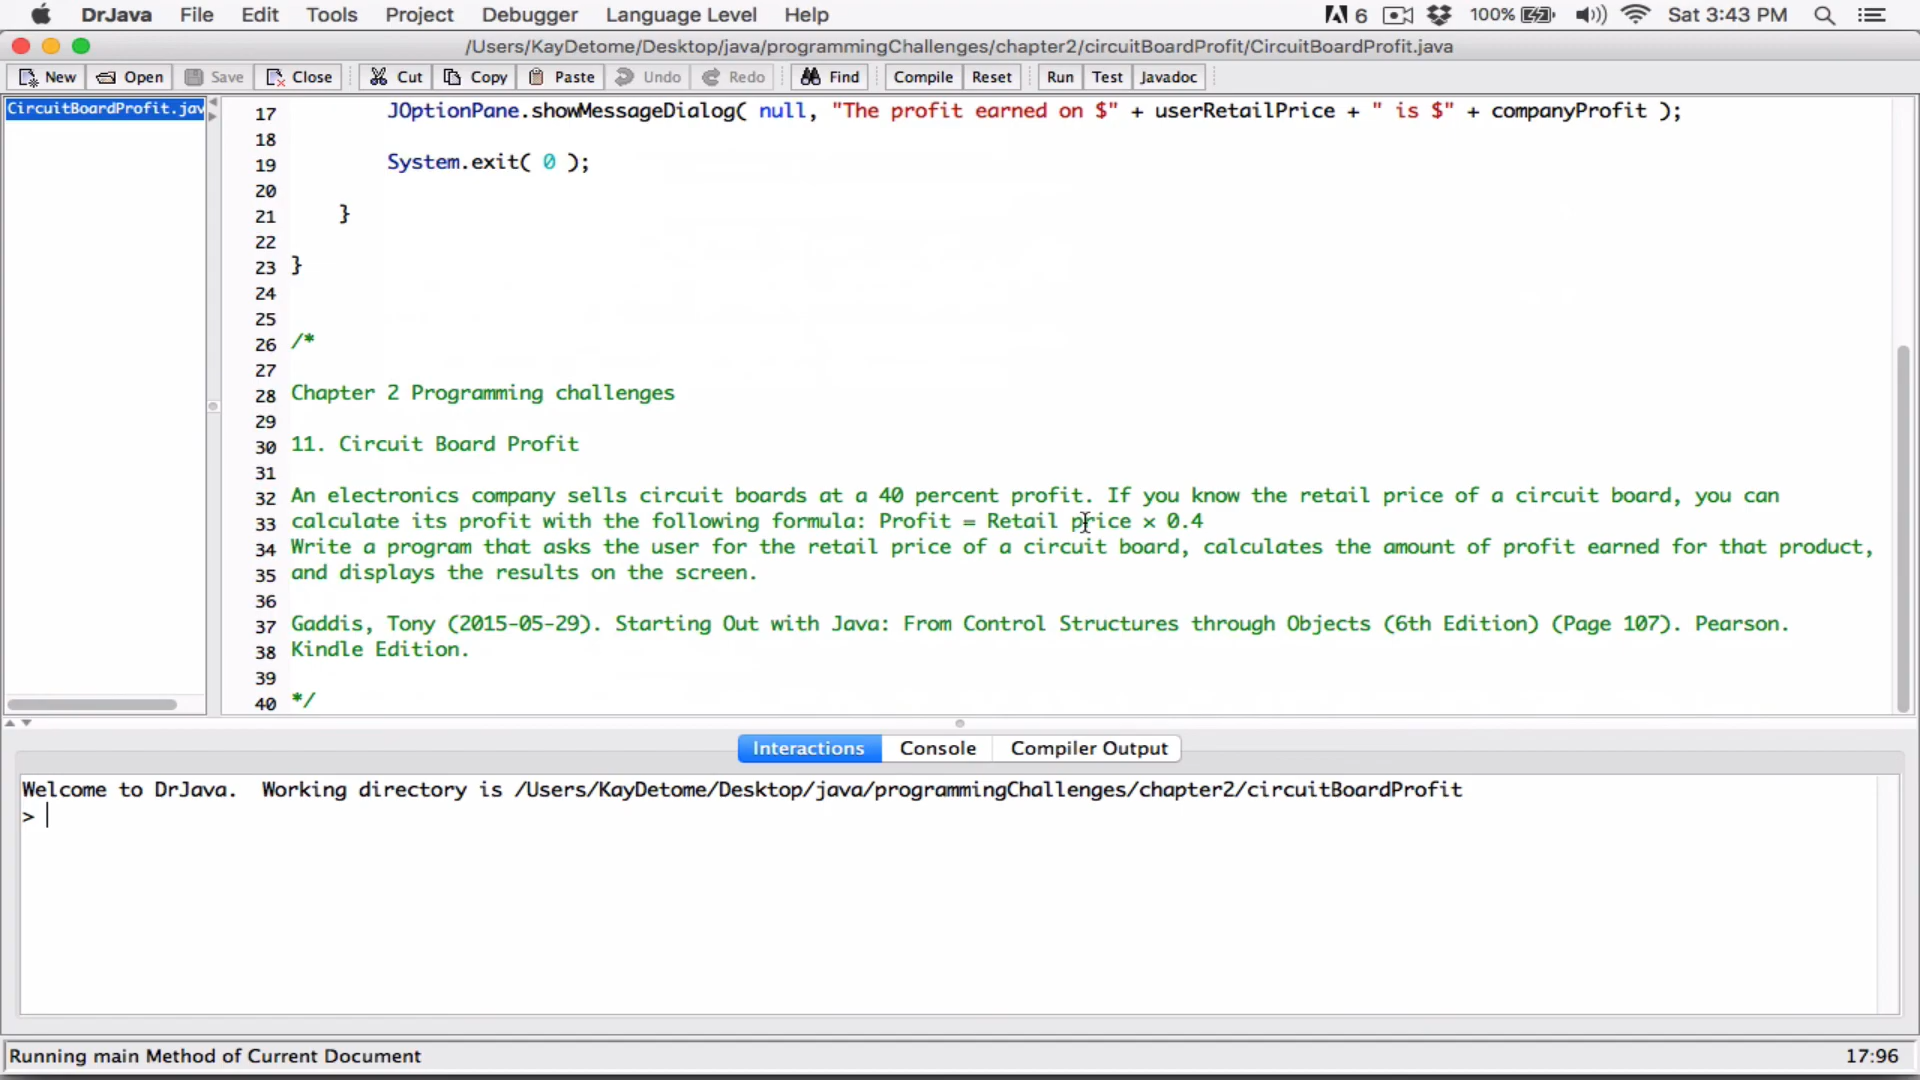 DrJava File Edit Tools Project Debugger Language Level Help 6 100% Sat 3:43 PM
/Users/KayDetome/Desktop/java/programmingChallenges/chapter2/circuitBoardProfit/CircuitBoardProfit.java
New Open Save Close Cut Copy Paste Undo Redo Find Compile Reset Run Test Javadoc
CircuitBoardProfit.jav
17 JOptionPane.showMessageDialog( null, "The profit earned on $" + userRetailPrice + " is $" + companyProfit );
18
19 System.exit( 0 );
20
21 }
22
23 }
24
25
26 /*
27
28 Chapter 2 Programming challenges
29
30 11. Circuit Board Profit
31
32 An electronics company sells circuit boards at a 40 percent profit. If you know the retail price of a circuit board, you can
33 calculate its profit with the following formula: Profit = Retail price × 0.4
34 Write a program that asks the user for the retail price of a circuit board, calculates the amount of profit earned for that product,
35 and displays the results on the screen.
36
37 Gaddis, Tony (2015-05-29). Starting Out with Java: From Control Structures through Objects (6th Edition) (Page 107). Pearson.
38 Kindle Edition.
39
40 */
Interactions Console Compiler Output
Welcome to DrJava. Working directory is /Users/KayDetome/Desktop/java/programmingChallenges/chapter2/circuitBoardProfit
>
Running main Method of Current Document 17:96